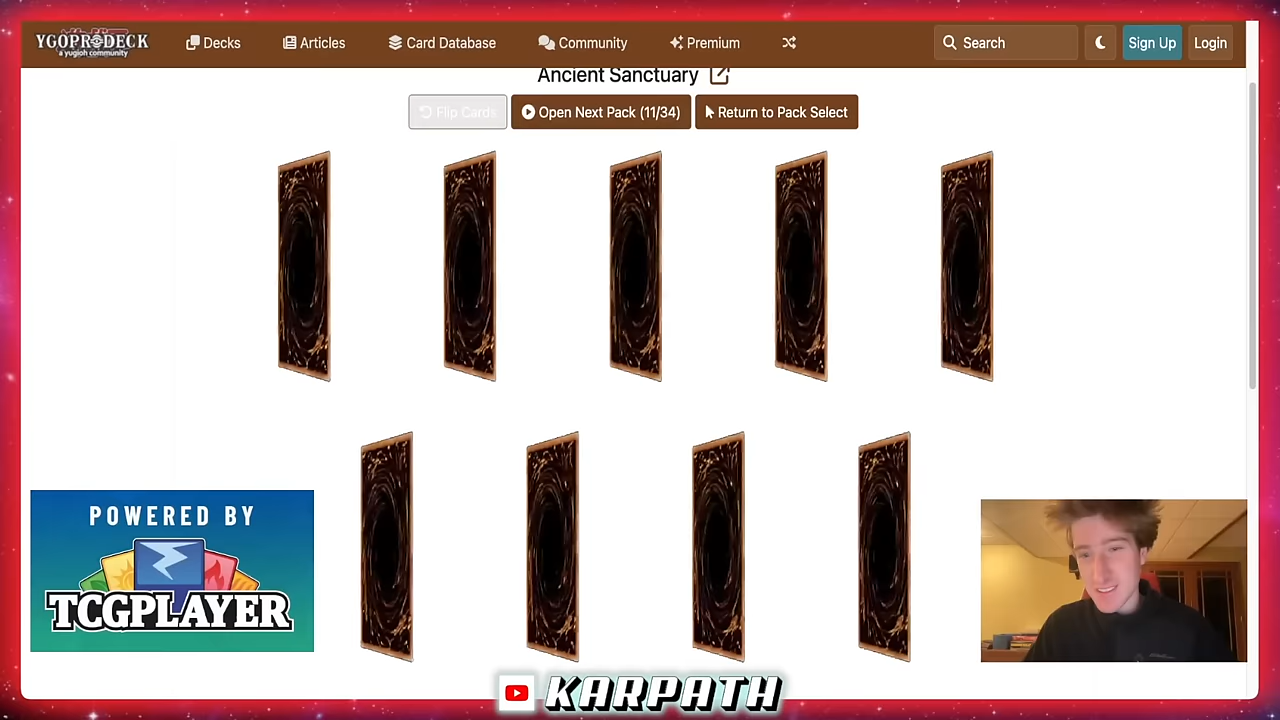 YGOPRODECK
a yugioh community
Decks
Articles
Card Database
Community
Premium
Search
Sign Up
Login
Ancient Sanctuary
Flip Cards
Open Next Pack (11/34)
Return to Pack Select
POWERED BY
TCGPLAYER
KARPATH